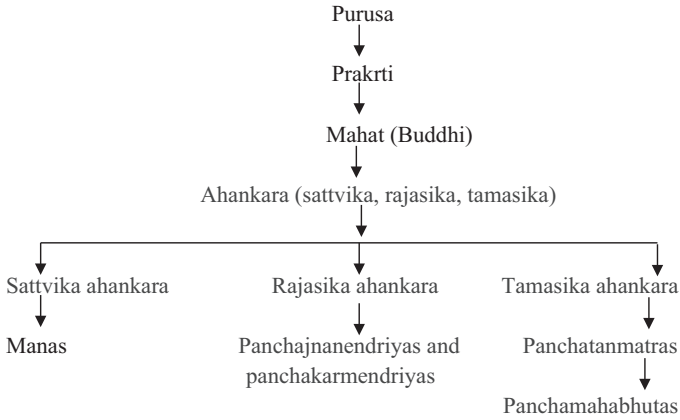 Purusa
Prakrti
Mahat (Buddhi)
Ahankara (sattvika, rajasika, tamasika)
Sattvika ahankara
Rajasika ahankara
Tamasika ahankara
Manas
Panchajnanendriyas and
panchakarmendriyas
Panchatanmatras
Panchamahabhutas